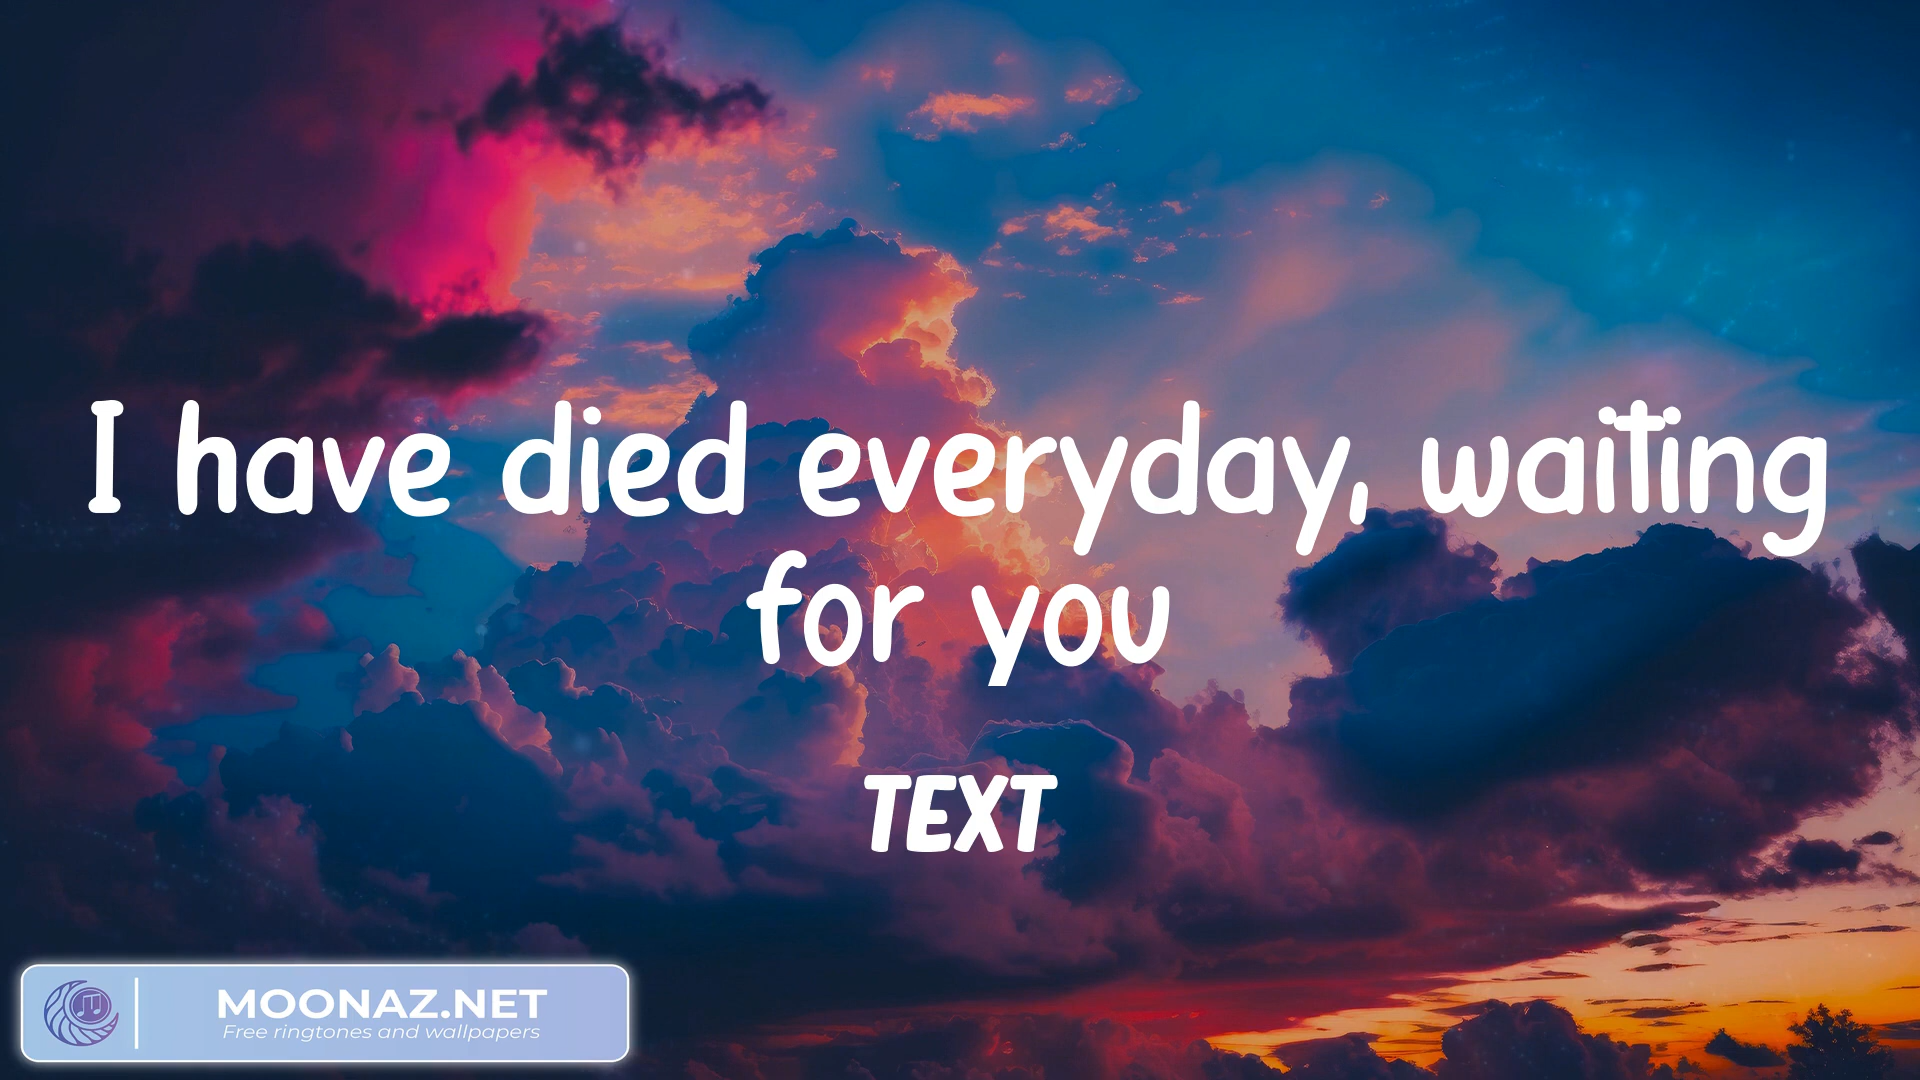 I have died everyday, waiting
for you
TEXT
MOONAZ.NET
Free ringtones and wallpapers